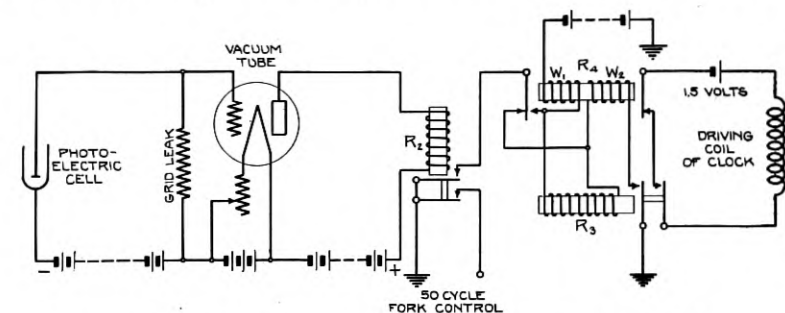 VACUUM
TUBE
PHOTO-
ELECTRIC
CELL
GRID LEAK
R2
50 CYCLE
FORK CONTROL
W1
R4
W2
R3
1.5 VOLTS
DRIVING
COIL
OF CLOCK
-
+